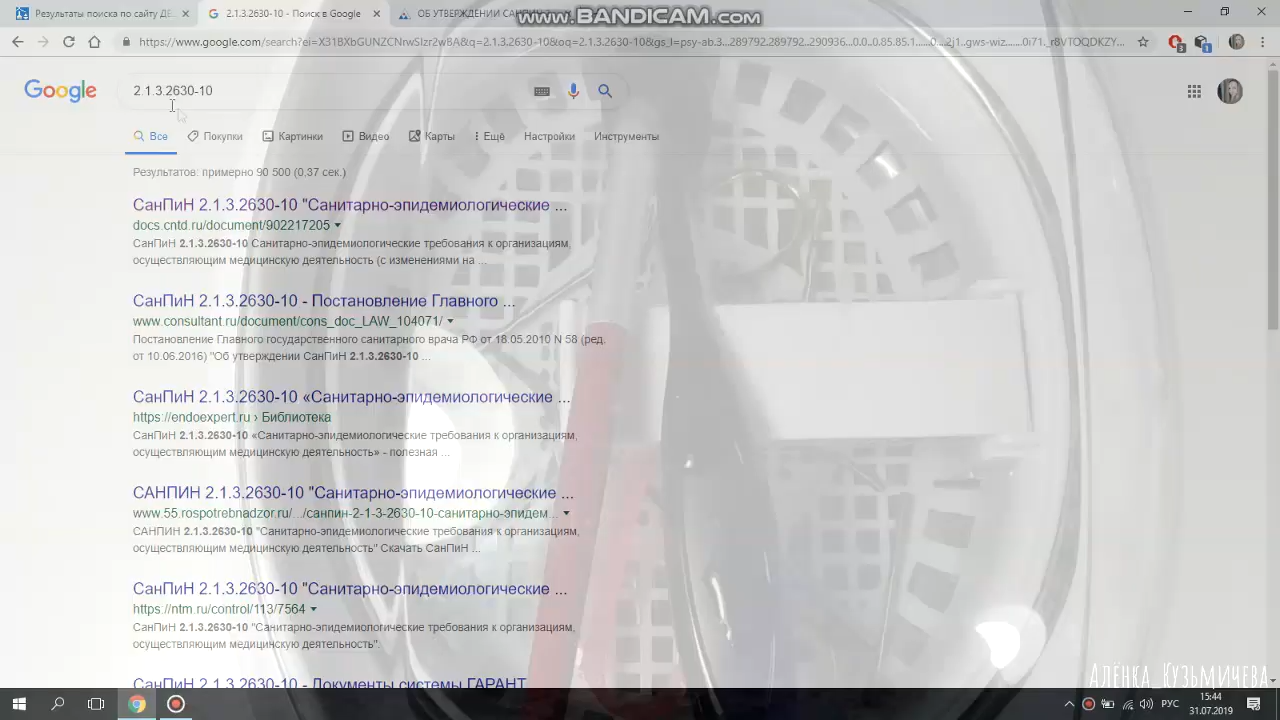 www.BANDICAM.com
Результаты поиска по сайту ДЕ
2.1.3.2630-10 - Поиск в Google
ОБ УТВЕРЖДЕНИИ САНПИН 2
Google
2.1.3.2630-10
Все
Покупки
Картинки
Видео
Карты
Ещё
Настройки
Инструменты
Результатов: примерно 90 500 (0,37 сек.)
СанПиН 2.1.3.2630-10 "Санитарно-эпидемиологические ...
docs.cntd.ru/document/902217205
СанПиН 2.1.3.2630-10 Санитарно-эпидемиологические требования к организациям,
осуществляющим медицинскую деятельность (с изменениями на ...
СанПиН 2.1.3.2630-10 - Постановление Главного ...
www.consultant.ru/document/cons_doc_LAW_104071/
Постановление Главного государственного санитарного врача РФ от 18.05.2010 N 58 (ред.
от 10.06.2016) "Об утверждении СанПиН 2.1.3.2630-10 ...
СанПиН 2.1.3.2630-10 «Санитарно-эпидемиологические ...
https://endoexpert.ru › Библиотека
СанПиН 2.1.3.2630-10 «Санитарно-эпидемиологические требования к организациям,
осуществляющим медицинскую деятельность» - полезная ...
САНПИН 2.1.3.2630-10 "Санитарно-эпидемиологические ...
www.55.rospotrebnadzor.ru/.../санпин-2-1-3-2630-10-санитарно-эпидем...
САНПИН 2.1.3.2630-10 "Санитарно-эпидемиологические требования к организациям,
осуществляющим медицинскую деятельность" Скачать СанПиН ...
СанПиН 2.1.3.2630-10 "Санитарно-эпидемиологические ...
https://ntm.ru/control/113/7564
СанПиН 2.1.3.2630-10 "Санитарно-эпидемиологические требования к организациям,
осуществляющим медицинскую деятельность".
СанПиН 2.1.3.2630-10 - Документы системы ГАРАНТ
Алёнка_Кузьмичева
РУС
15:44
31.07.2019